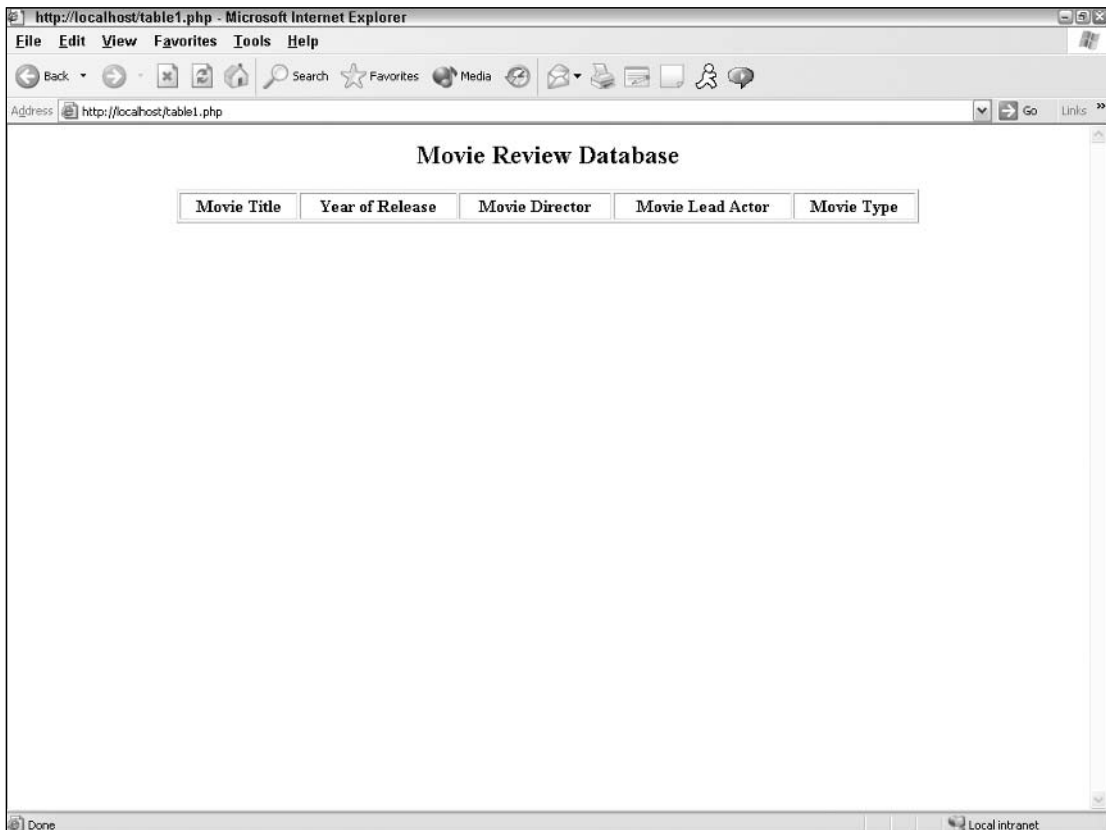 http://localhost/table1.php - Microsoft Internet Explorer
File Edit View Favorites Tools Help
Back Search Favorites Media
Address http://localhost/table1.php Go Links »
Movie Review Database
Movie Title Year of Release Movie Director Movie Lead Actor Movie Type
Done Local intranet